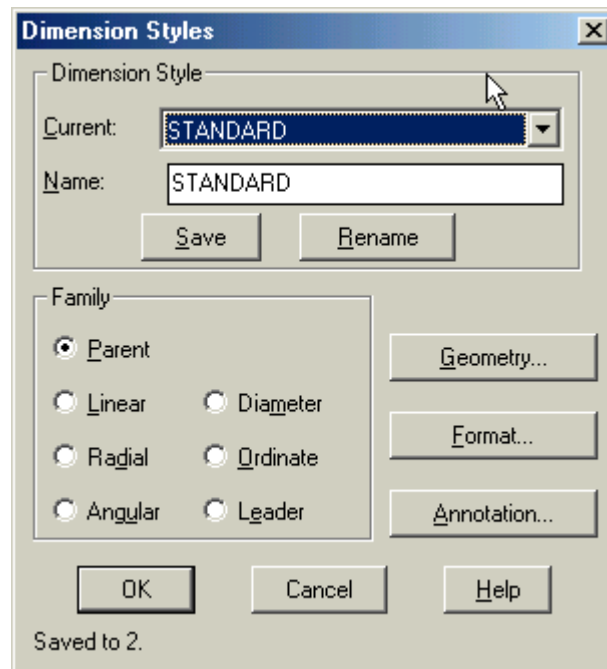 Dimension Styles
Dimension Style
Current: STANDARD
Name: STANDARD
Save Rename
Family
Parent
Geometry...
Linear Diameter
Format...
Radial Ordinate
Angular Leader
Annotation...
OK Cancel Help
Saved to 2.